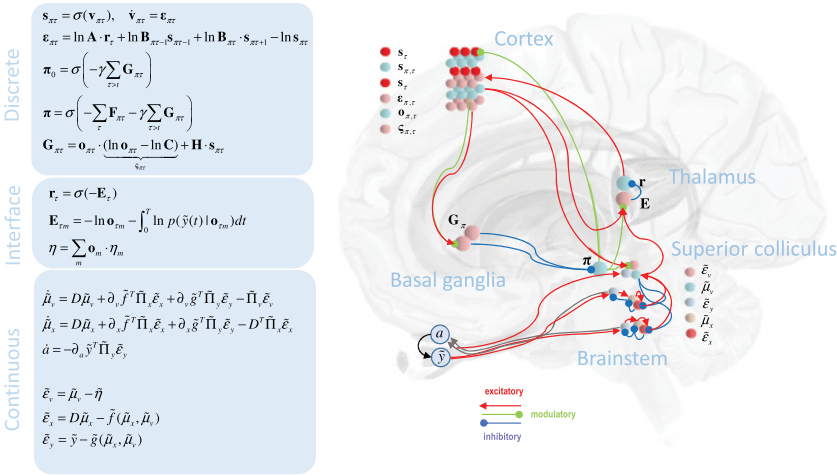 Discrete
s_πτ = σ(v_πτ), v̇_πτ = ε_πτ
ε_πτ = ln A · r_τ + ln B_πτ−1 s_πτ−1 + ln B_πτ · s_πτ+1 − ln s_πτ
π_0 = σ(−γ ∑_τ>t G_πτ)
π = σ(−∑_τ F_πτ − γ ∑_τ>t G_πτ)
G_πτ = o_πτ · (ln o_πτ − ln C) + H · s_πτ
ς_πτ
Interface
r_τ = σ(−E_τ)
E_τm = −ln o_τm − ∫_0^T ln p(ỹ(t) | o_τm)dt
η = ∑_m o_m · η_m
Continuous
μ̃̇_v = Dμ̃_v + ∂_v f̃^T Π̃_x ε̃_x + ∂_v g̃^T Π̃_y ε̃_y − Π̃_v ε̃_v
μ̃̇_x = Dμ̃_x + ∂_x f̃^T Π̃_x ε̃_x + ∂_x g̃^T Π̃_y ε̃_y − D^T Π̃_x ε̃_x
ȧ = −∂_a ỹ^T Π̃_y ε̃_y
ε̃_v = μ̃_v − η̃
ε̃_x = Dμ̃_x − f̃(μ̃_x, μ̃_v)
ε̃_y = ỹ − g̃(μ̃_x, μ̃_v)
Cortex
s_τ
s_π,τ
s_τ
ε_π,τ
o_π,τ
ς_π,τ
r
E
Thalamus
G_π
Basal ganglia
π
Superior colliculus
ε̃_v
μ̃_v
ε̃_y
μ̃_x
ε̃_x
a
ỹ
Brainstem
excitatory
modulatory
inhibitory